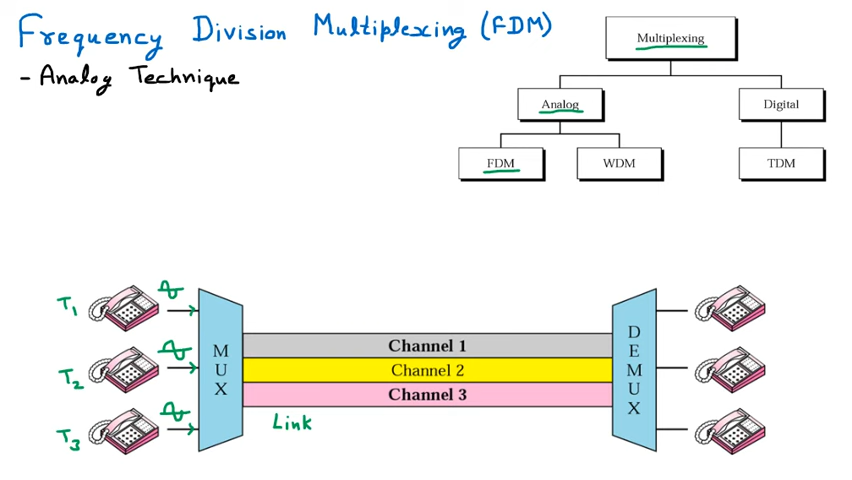 Frequency Division Multiplexing (FDM)
- Analog Technique
Multiplexing
Analog
Digital
FDM
WDM
TDM
T1
T2
T3
MUX
Channel 1
Channel 2
Channel 3
Link
DEMUX